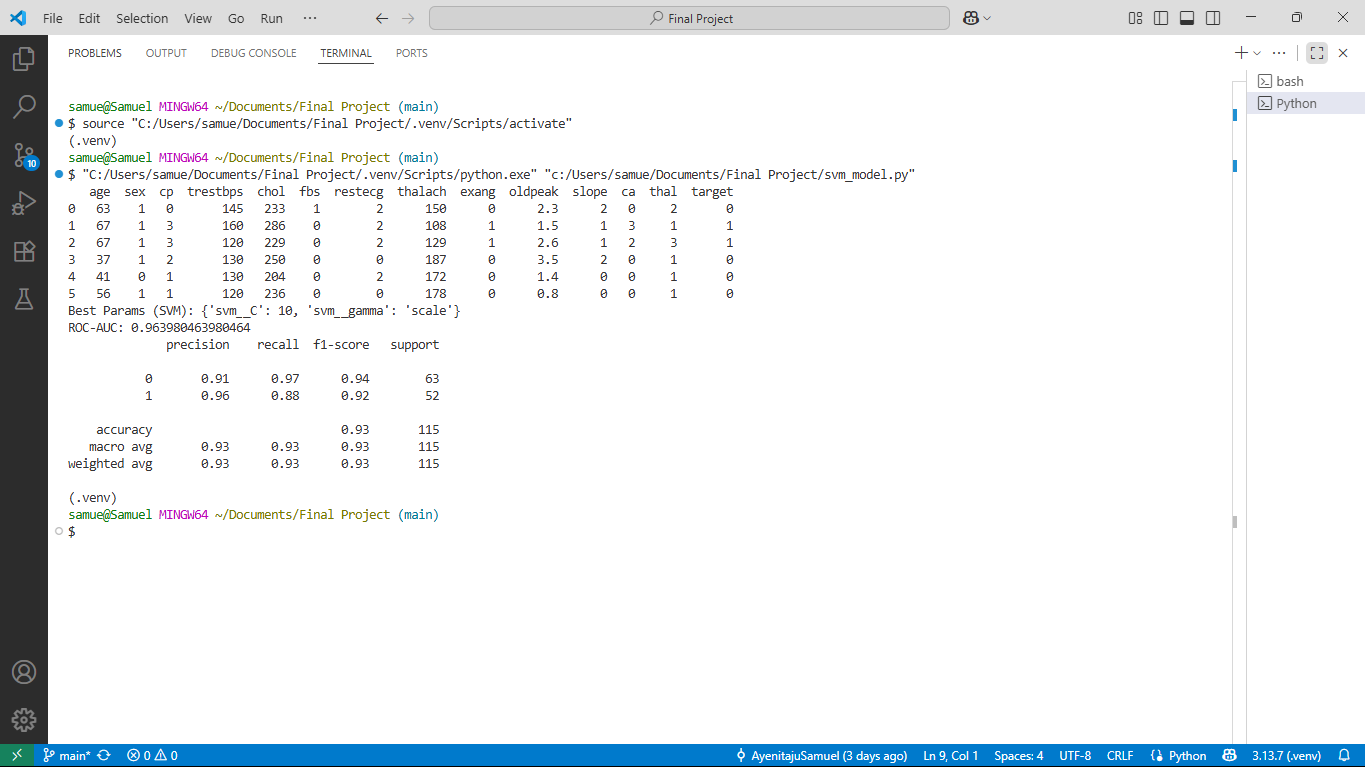 File Edit Selection View Go Run ··· Final Project
PROBLEMS OUTPUT DEBUG CONSOLE TERMINAL PORTS
bash
Python
10
samue@Samuel MINGW64 ~/Documents/Final Project (main)
$ source "C:/Users/samue/Documents/Final Project/.venv/Scripts/activate"
(.venv)
samue@Samuel MINGW64 ~/Documents/Final Project (main)
$ "C:/Users/samue/Documents/Final Project/.venv/Scripts/python.exe" "c:/Users/samue/Documents/Final Project/svm_model.py"
age sex cp trestbps chol fbs restecg thalach exang oldpeak slope ca thal target
0 63 1 0 145 233 1 2 150 0 2.3 2 0 2 0
1 67 1 3 160 286 0 2 108 1 1.5 1 3 1 1
2 67 1 3 120 229 0 2 129 1 2.6 1 2 3 1
3 37 1 2 130 250 0 0 187 0 3.5 2 0 1 0
4 41 0 1 130 204 0 2 172 0 1.4 0 0 1 0
5 56 1 1 120 236 0 0 178 0 0.8 0 0 1 0
Best Params (SVM): {'svm__C': 10, 'svm__gamma': 'scale'}
ROC-AUC: 0.963980463980464
precision recall f1-score support
0 0.91 0.97 0.94 63
1 0.96 0.88 0.92 52
accuracy 0.93 115
macro avg 0.93 0.93 0.93 115
weighted avg 0.93 0.93 0.93 115
(.venv)
samue@Samuel MINGW64 ~/Documents/Final Project (main)
$
main* 0 0 AyenitajuSamuel (3 days ago) Ln 9, Col 1 Spaces: 4 UTF-8 CRLF Python 3.13.7 (.venv)